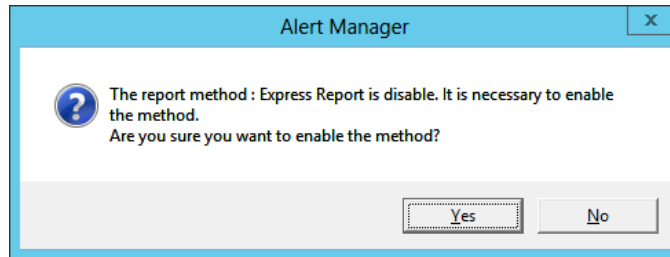 Alert Manager
x
The report method : Express Report is disable. It is necessary to enable
the method.
Are you sure you want to enable the method?
Yes
No